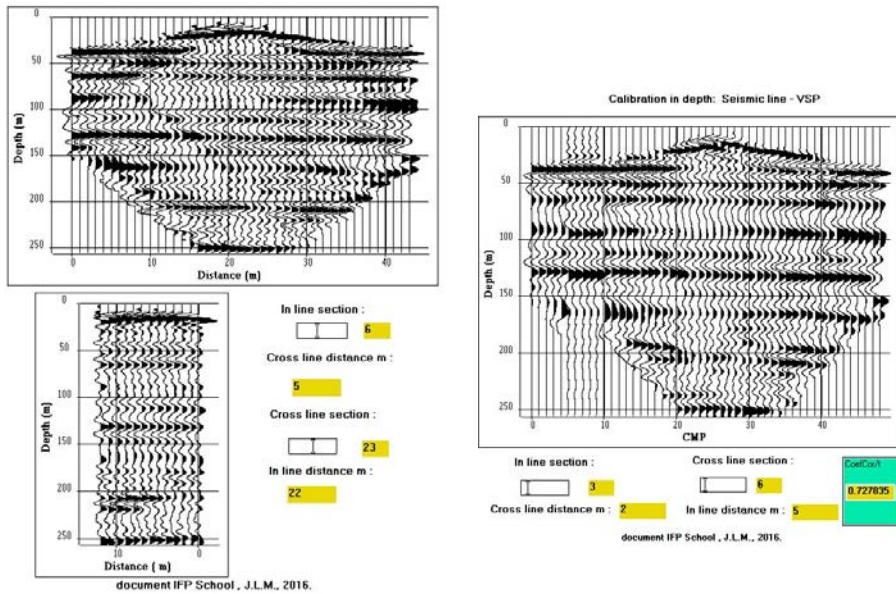 0
50
100
150
200
250
Depth (m)
0 10 20 30 40
Distance (m)
0
50
100
150
200
250
Depth (m)
10 0
Distance ( m)
In line section :
6
Cross line distance m :
5
Cross line section :
23
In line distance m :
22
document IFP School , J.L.M., 2016.
Calibration in depth: Seismic line - VSP
0
50
100
150
200
250
Depth (m)
0 10 20 30 40
CMP
In line section :
3
Cross line distance m :
2
Cross line section :
6
In line distance m :
5
CoefCor/t
0.727835
document IFP School , J.L.M., 2016.